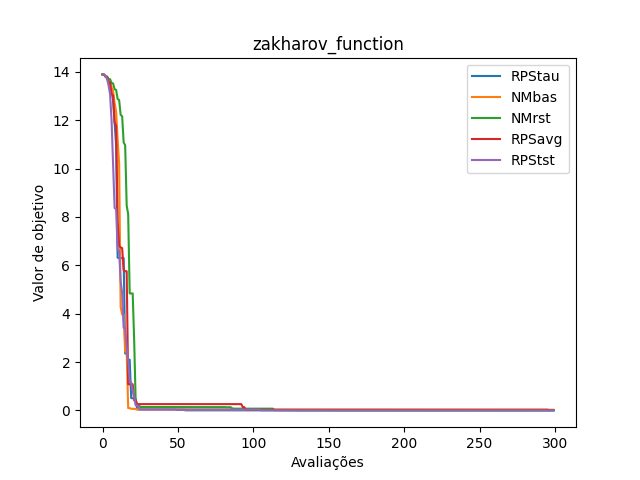 zakharov_function
14
12
10
8
6
4
2
0
Valor de objetivo
RPStau
NMbas
NMrst
RPSavg
RPStst
0 50 100 150 200 250 300
Avaliações